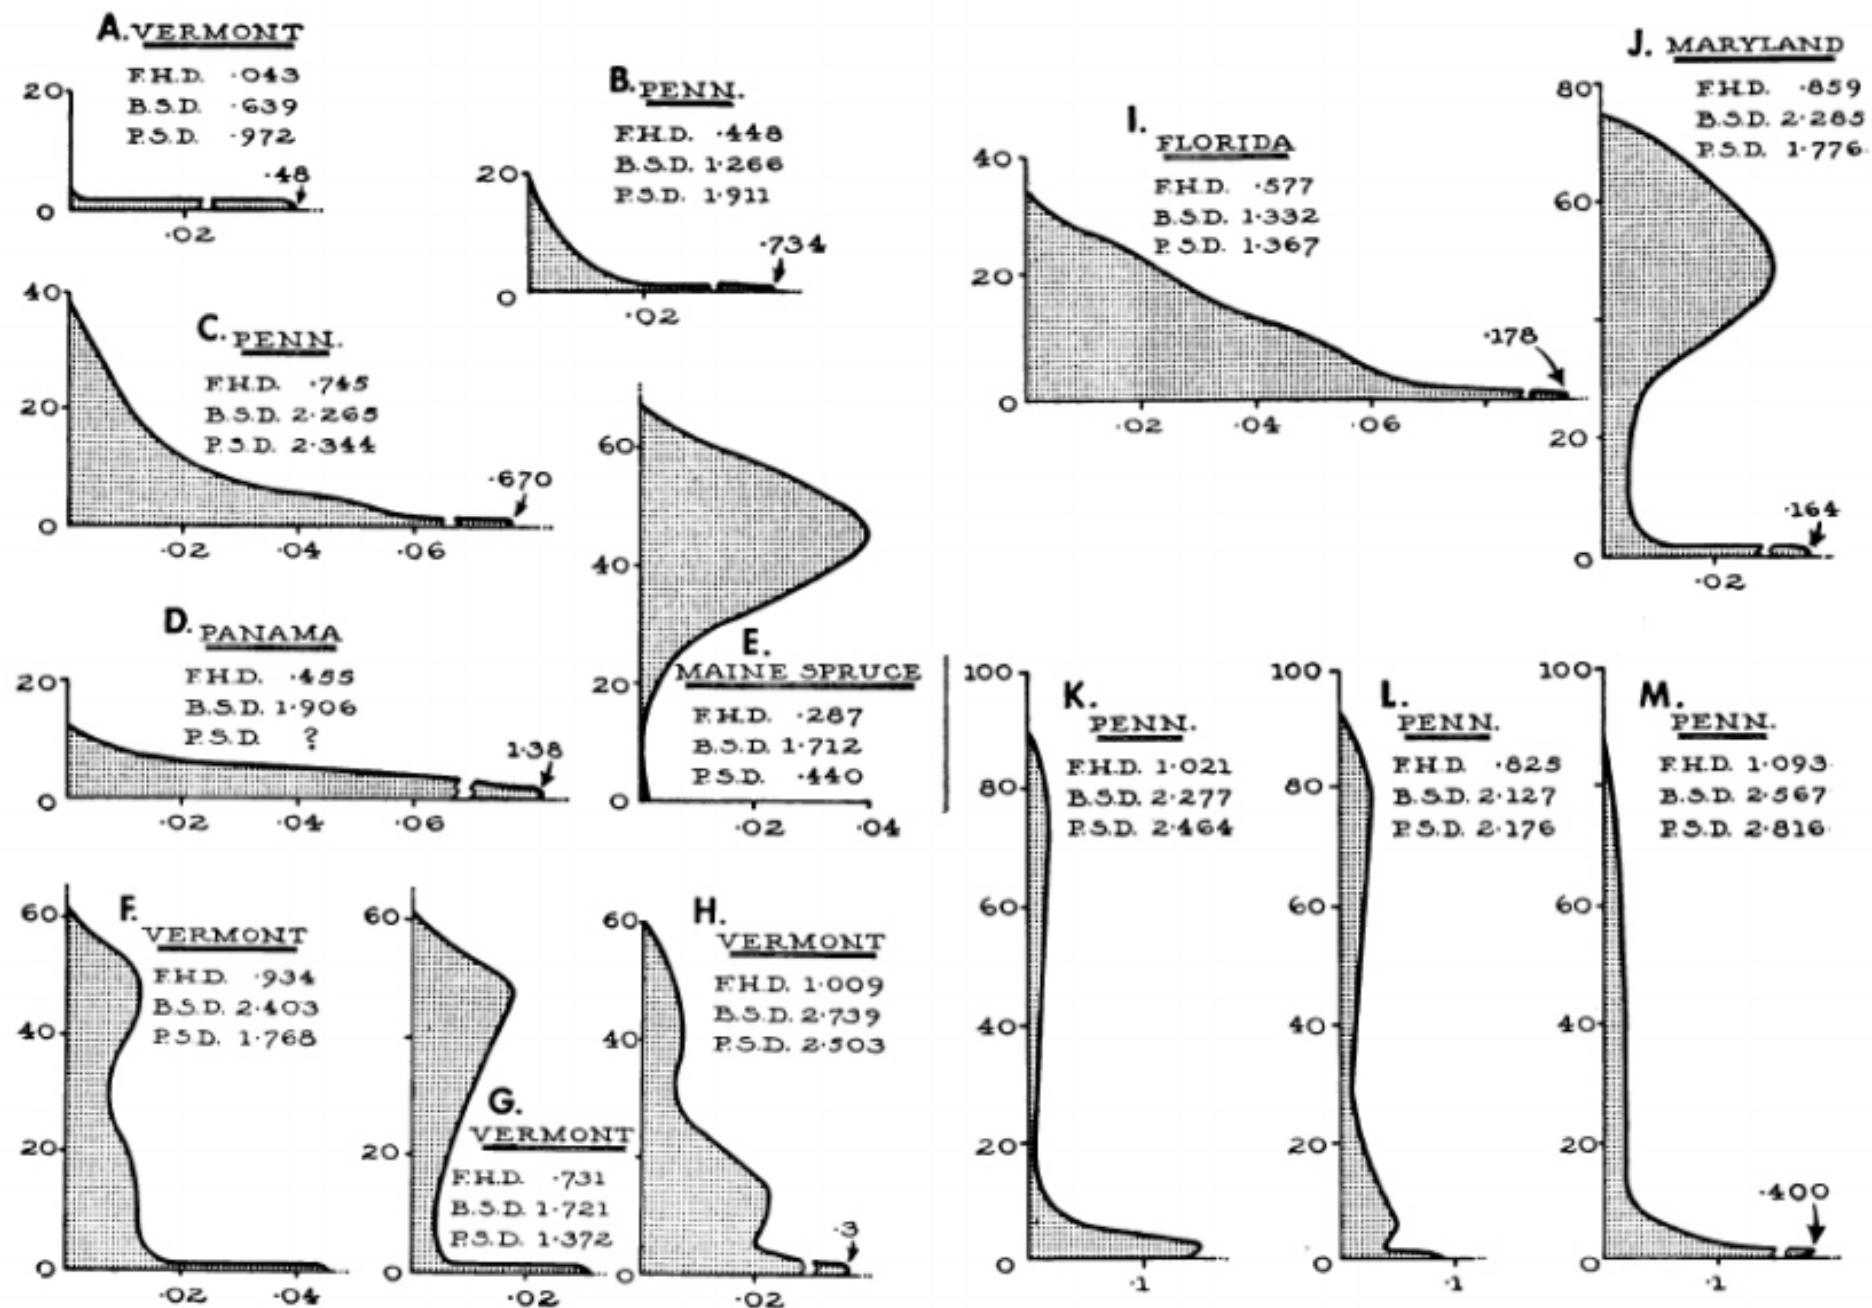 A. VERMONT
F.H.D. ·043
B.S.D. ·639
P.S.D. ·972
20
0
·48
·02
B. PENN.
F.H.D. ·448
B.S.D. 1·266
P.S.D. 1·911
20
0
·734
·02
C. PENN.
F.H.D. ·745
B.S.D. 2·265
P.S.D. 2·344
40
20
0
·670
·02 ·04 ·06
D. PANAMA
F.H.D. ·455
B.S.D. 1·906
P.S.D. ?
20
0
1·38
·02 ·04 ·06
60
40
20
0
E.
MAINE SPRUCE
F.H.D. ·287
B.S.D. 1·712
P.S.D. ·440
·02 ·04
F.
VERMONT
F.H.D. ·934
B.S.D. 2·403
P.S.D. 1·768
60
40
20
0
·02 ·04
60
20
0
G.
VERMONT
F.H.D. ·731
B.S.D. 1·721
P.S.D. 1·372
·02
H.
VERMONT
F.H.D. 1·009
B.S.D. 2·739
P.S.D. 2·503
60
40
0
·3
·02
I.
FLORIDA
F.H.D. ·577
B.S.D. 1·332
P.S.D. 1·367
40
20
0
·178
·02 ·04 ·06
J. MARYLAND
F.H.D. ·859
B.S.D. 2·285
P.S.D. 1·776
80
60
20
0
·164
·02
K.
PENN.
F.H.D. 1·021
B.S.D. 2·277
P.S.D. 2·464
100
80
60
40
20
0
·1
L.
PENN.
F.H.D. ·825
B.S.D. 2·127
P.S.D. 2·176
100
80
60
40
20
0
·1
M.
PENN.
F.H.D. 1·093
B.S.D. 2·567
P.S.D. 2·816
100
60
40
20
0
·400
·1